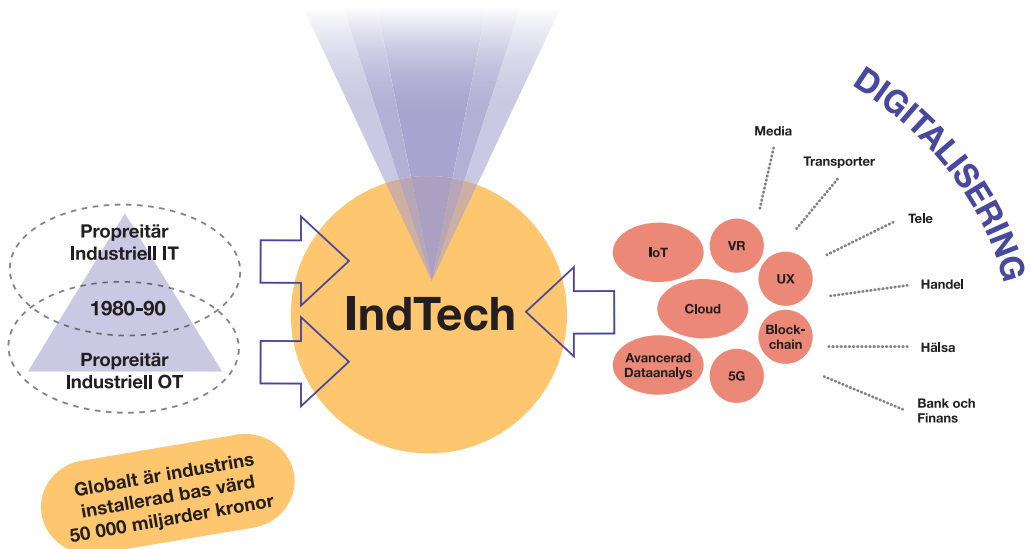 DIGITALISERING
Media
Transporter
Tele
Handel
Hälsa
Bank och
Finans
IoT
VR
UX
Cloud
Block-
chain
Avancerad
Dataanalys
5G
IndTech
Propreitär
Industriell IT
1980-90
Propreitär
Industriell OT
Globalt är industrins
installerad bas värd
50 000 miljarder kronor